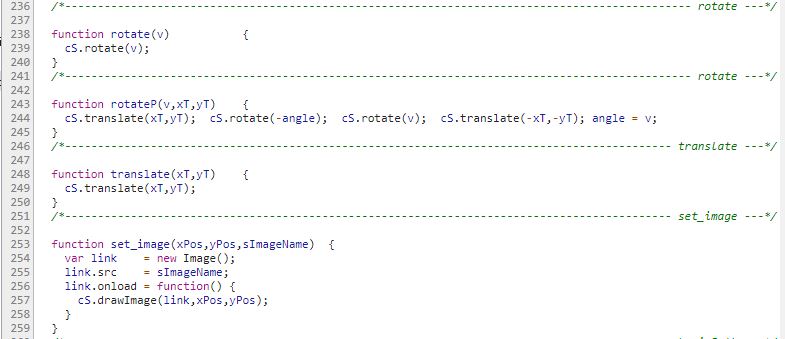 236 /*----------------------------------------------------------------------------------------------- rotate ---*/
237
238 function rotate(v)           {
239   cS.rotate(v);
240 }
241 /*----------------------------------------------------------------------------------------------- rotate ---*/
242
243 function rotateP(v,xT,yT)    {
244   cS.translate(xT,yT);  cS.rotate(-angle);  cS.rotate(v);  cS.translate(-xT,-yT); angle = v;
245 }
246 /*-------------------------------------------------------------------------------------------- translate ---*/
247
248 function translate(xT,yT)    {
249   cS.translate(xT,yT);
250 }
251 /*-------------------------------------------------------------------------------------------- set_image ---*/
252
253 function set_image(xPos,yPos,sImageName)  {
254   var link    = new Image();
255   link.src    = sImageName;
256   link.onload = function() {
257     cS.drawImage(link,xPos,yPos);
258   }
259 }